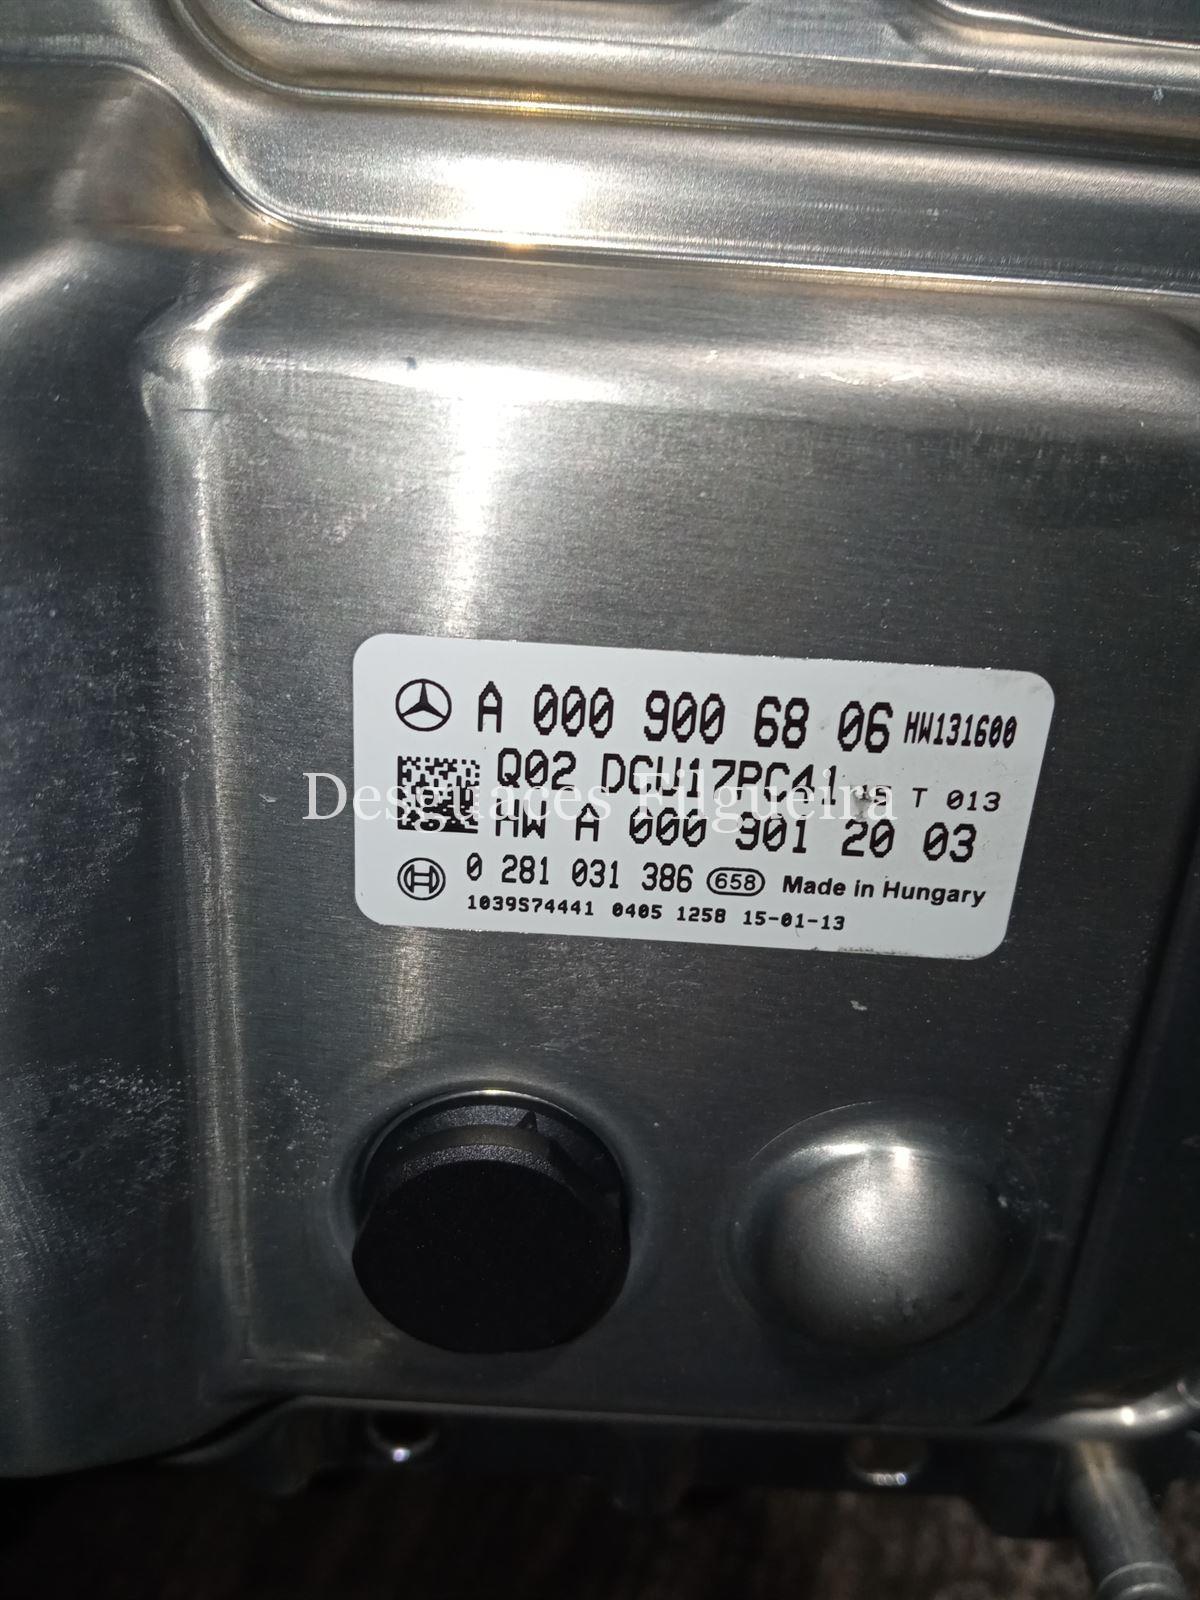 A 000 900 68 06 HW131600
Q02 DCU17PC41 T 013
HW A 000 901 20 03
0 281 031 386 658 Made in Hungary
1039S74441 0405 1258 15-01-13
Desguaces Filgueira